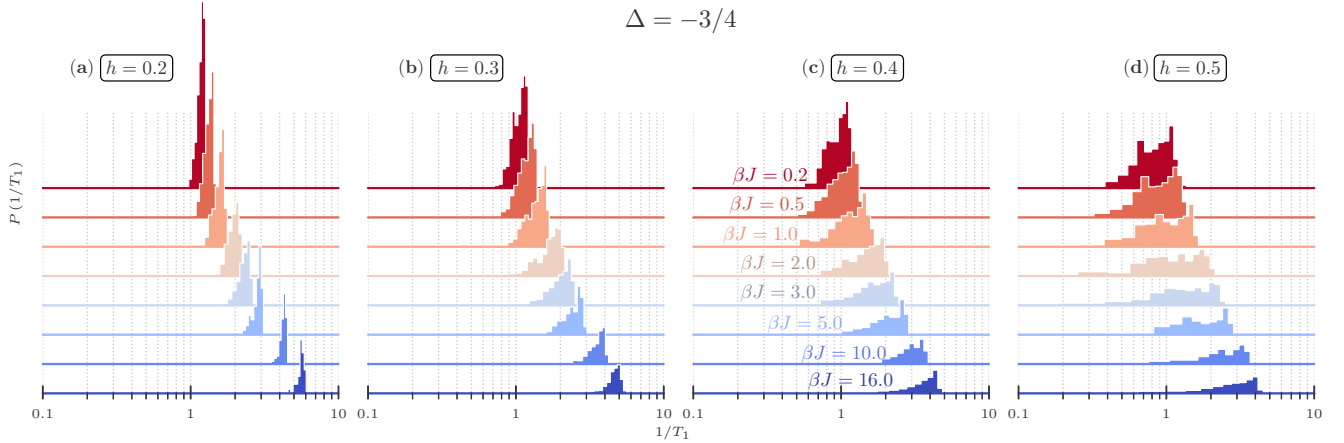 Δ = −3/4
(a) h = 0.2
(b) h = 0.3
(c) h = 0.4
(d) h = 0.5
P (1/T₁)
βJ = 0.2
βJ = 0.5
βJ = 1.0
βJ = 2.0
βJ = 3.0
βJ = 5.0
βJ = 10.0
βJ = 16.0
0.1 1 10 0.1 1 10 0.1 1 10 0.1 1 10
1/T₁